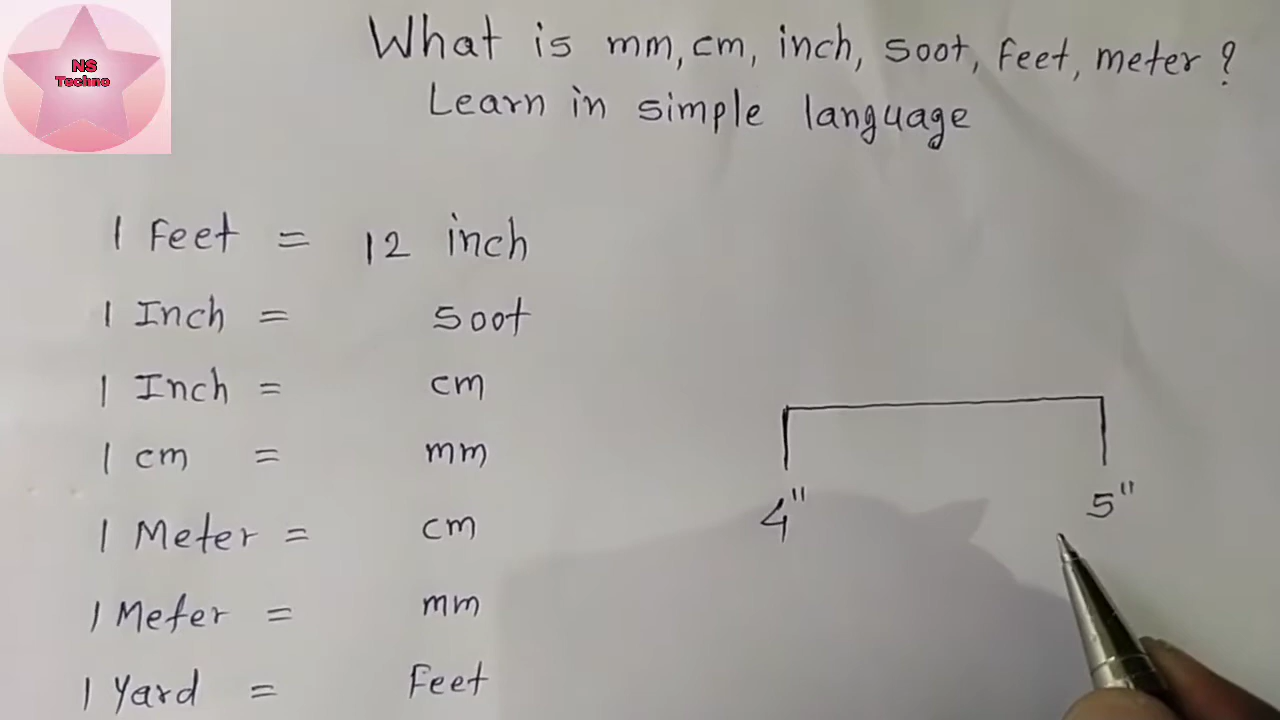 NS
Techno
What is mm, cm, inch, soot, feet, meter ?
Learn in simple language
1 Feet = 12 inch
1 Inch = soot
1 Inch = cm
1 cm = mm
1 Meter = cm
1 Meter = mm
1 Yard = Feet
4" 5"